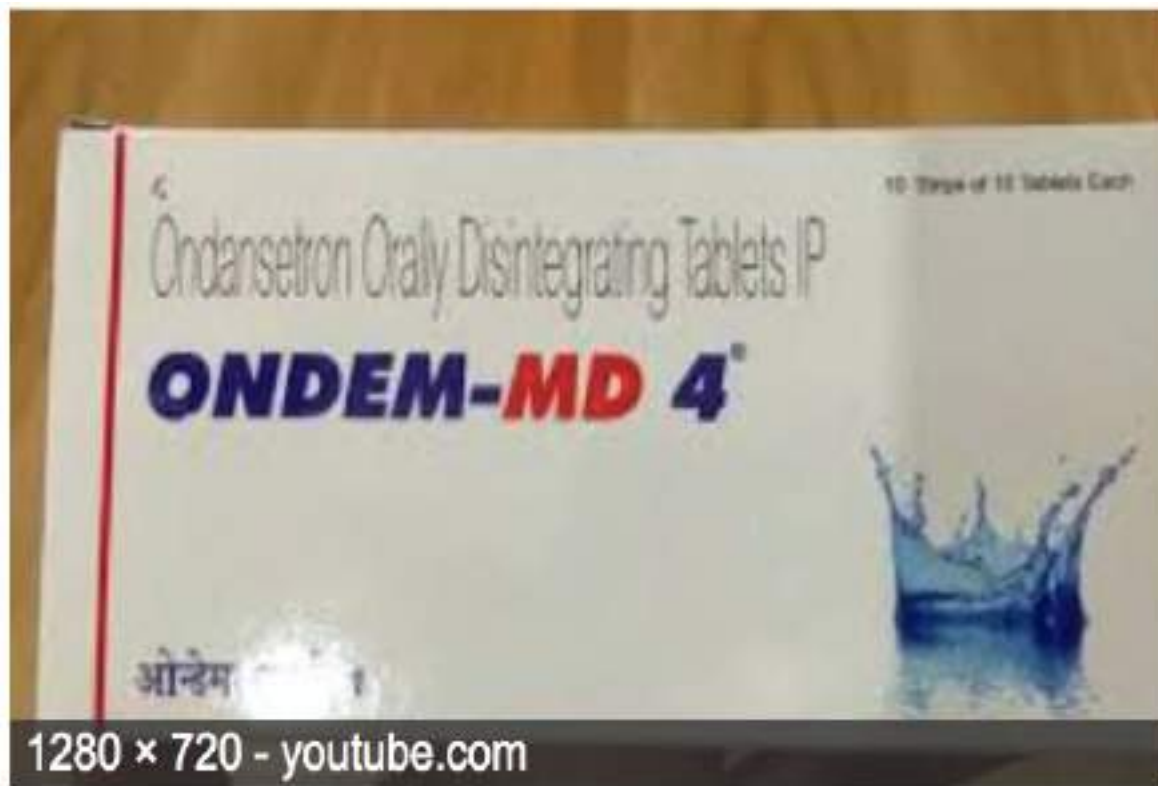 10 Strips of 10 Tablets Each
Ondansetron Orally Disintegrating Tablets IP
ONDEM-MD 4®
ओन्डेम
1280 × 720 - youtube.com